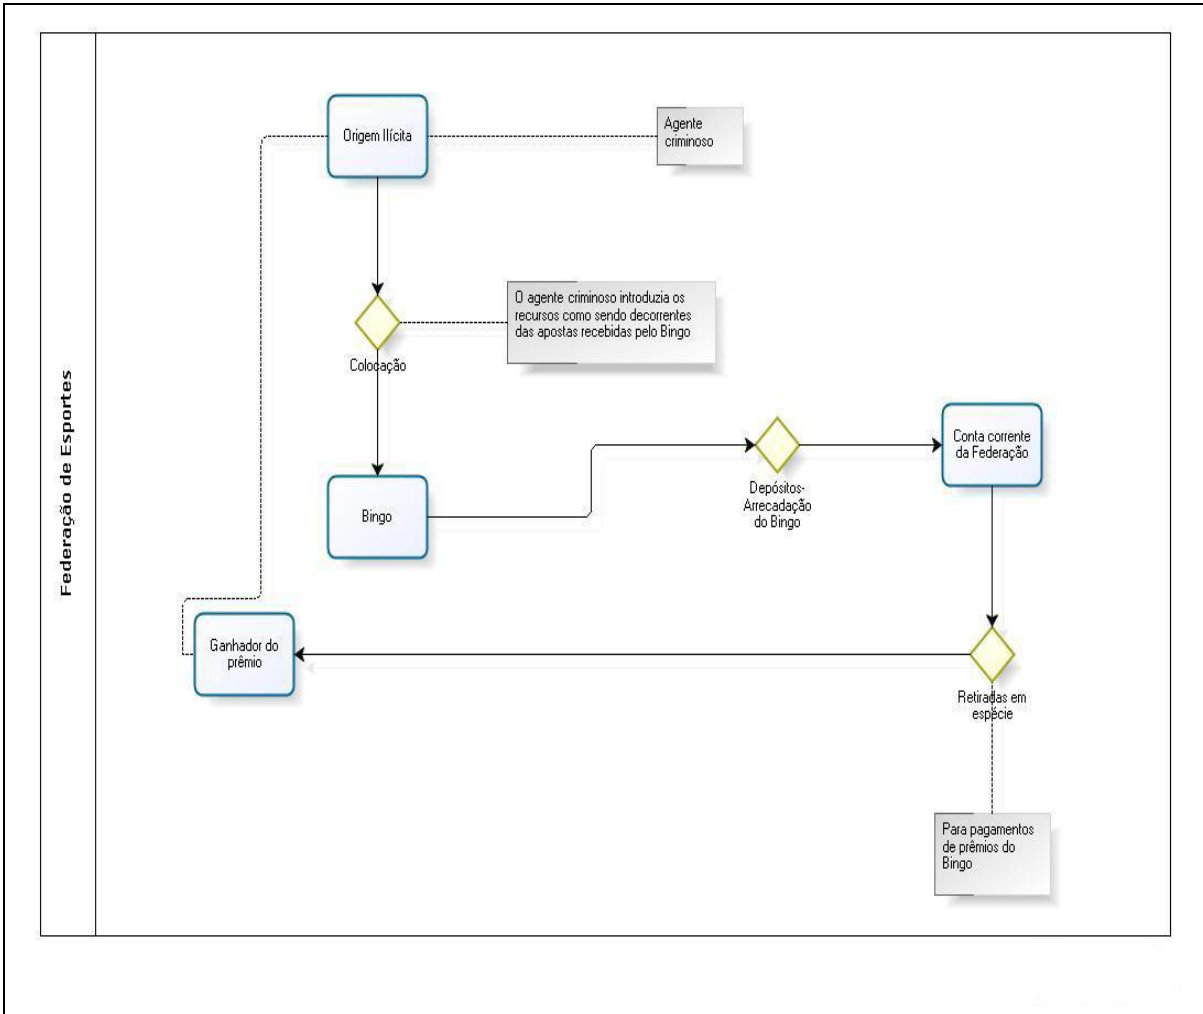 Federação de Esportes
Origem Ilícita
Agente
criminoso
O agente criminoso introduzia os
recursos como sendo decorrentes
das apostas recebidas pelo Bingo
Colocação
Bingo
Depósitos-
Arrecadação
do Bingo
Conta corrente
da Federação
Ganhador do
prêmio
Retiradas em
espécie
Para pagamentos
de prêmios do
Bingo